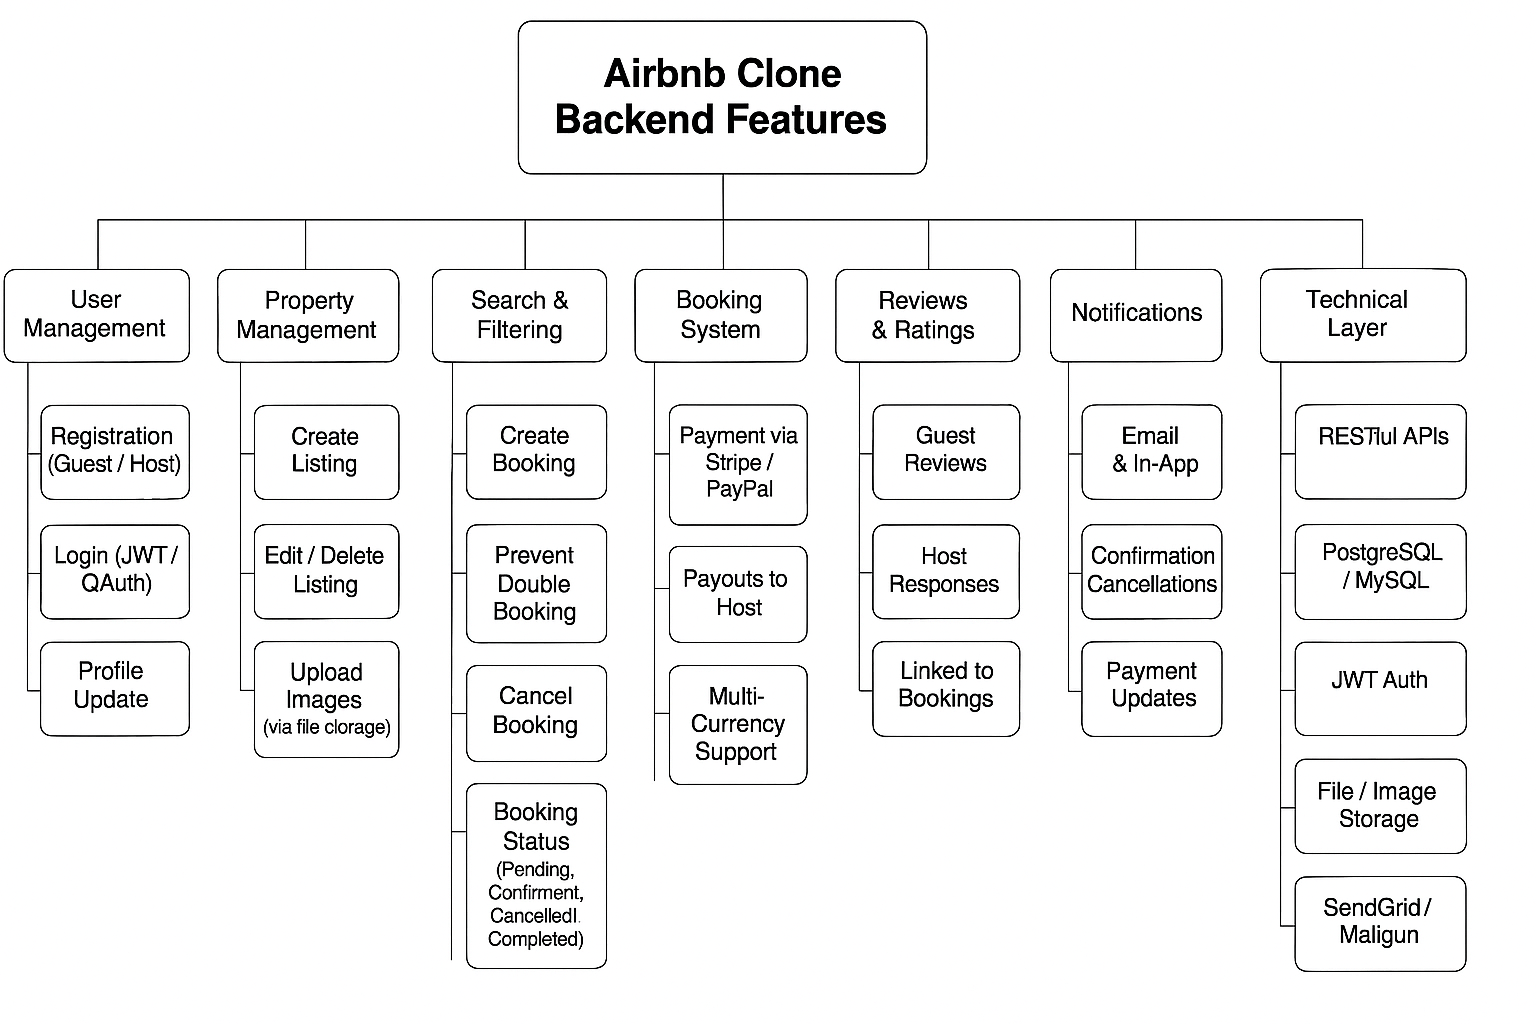 Airbnb Clone
Backend Features
User
Management
Property
Management
Search &
Filtering
Booking
System
Reviews
& Ratings
Notifications
Technical
Layer
Registration
(Guest / Host)
Login (JWT /
QAuth)
Profile
Update
Create
Listing
Edit / Delete
Listing
Upload
Images
(via file clorage)
Create
Booking
Prevent
Double
Booking
Cancel
Booking
Booking
Status
(Pending,
Confirment,
Cancelledl.
Completed)
Payment via
Stripe /
PayPal
Payouts to
Host
Multi-
Currency
Support
Guest
Reviews
Host
Responses
Linked to
Bookings
Email
& In-App
Confirmation
Cancellations
Payment
Updates
RESTiul APIs
PostgreSQL
/ MySQL
JWT Auth
File / Image
Storage
SendGrid /
Maligun